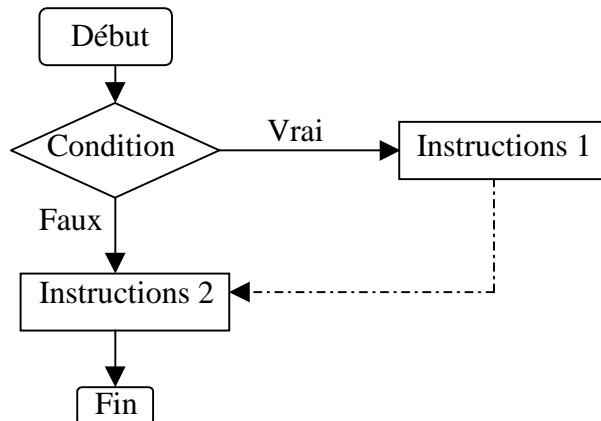 Début
Condition
Vrai
Instructions 1
Faux
Instructions 2
Fin